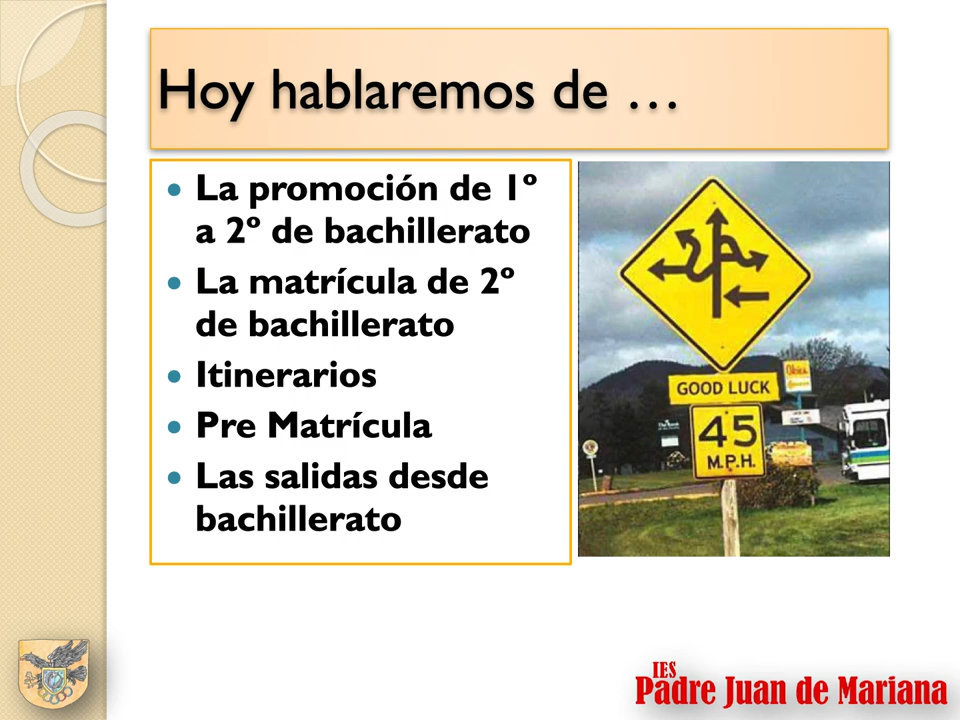 Hoy hablaremos de …
La promoción de 1º
a 2º de bachillerato
La matrícula de 2º
de bachillerato
Itinerarios
Pre Matrícula
Las salidas desde
bachillerato
GOOD LUCK
45
M.P.H.
IES
Padre Juan de Mariana